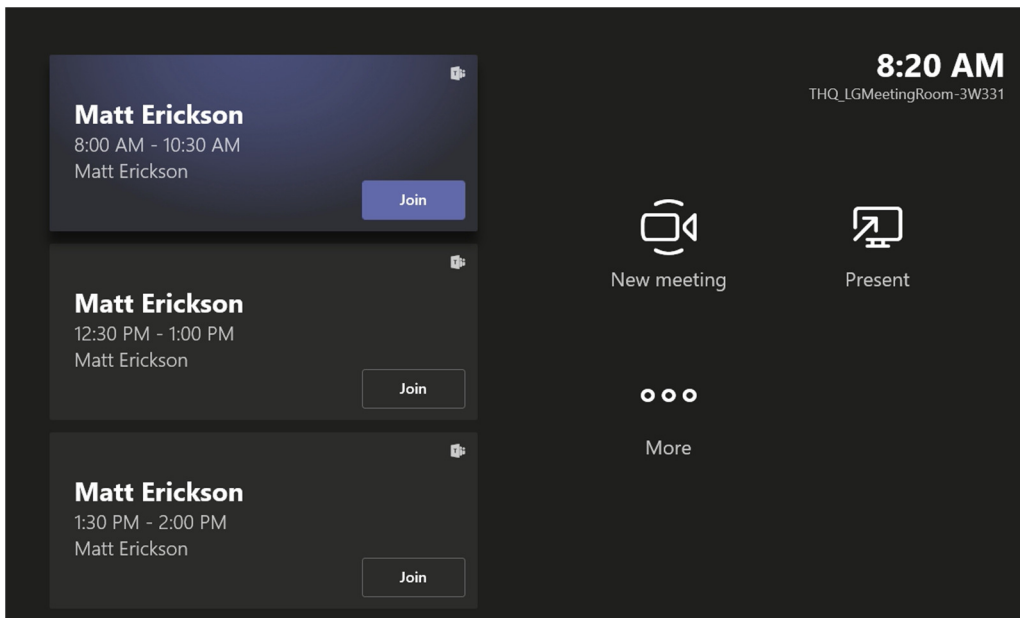 Matt Erickson
8:00 AM - 10:30 AM
Matt Erickson
Join
Matt Erickson
12:30 PM - 1:00 PM
Matt Erickson
Join
Matt Erickson
1:30 PM - 2:00 PM
Matt Erickson
Join
8:20 AM
THQ_LGMeetingRoom-3W331
New meeting
Present
More